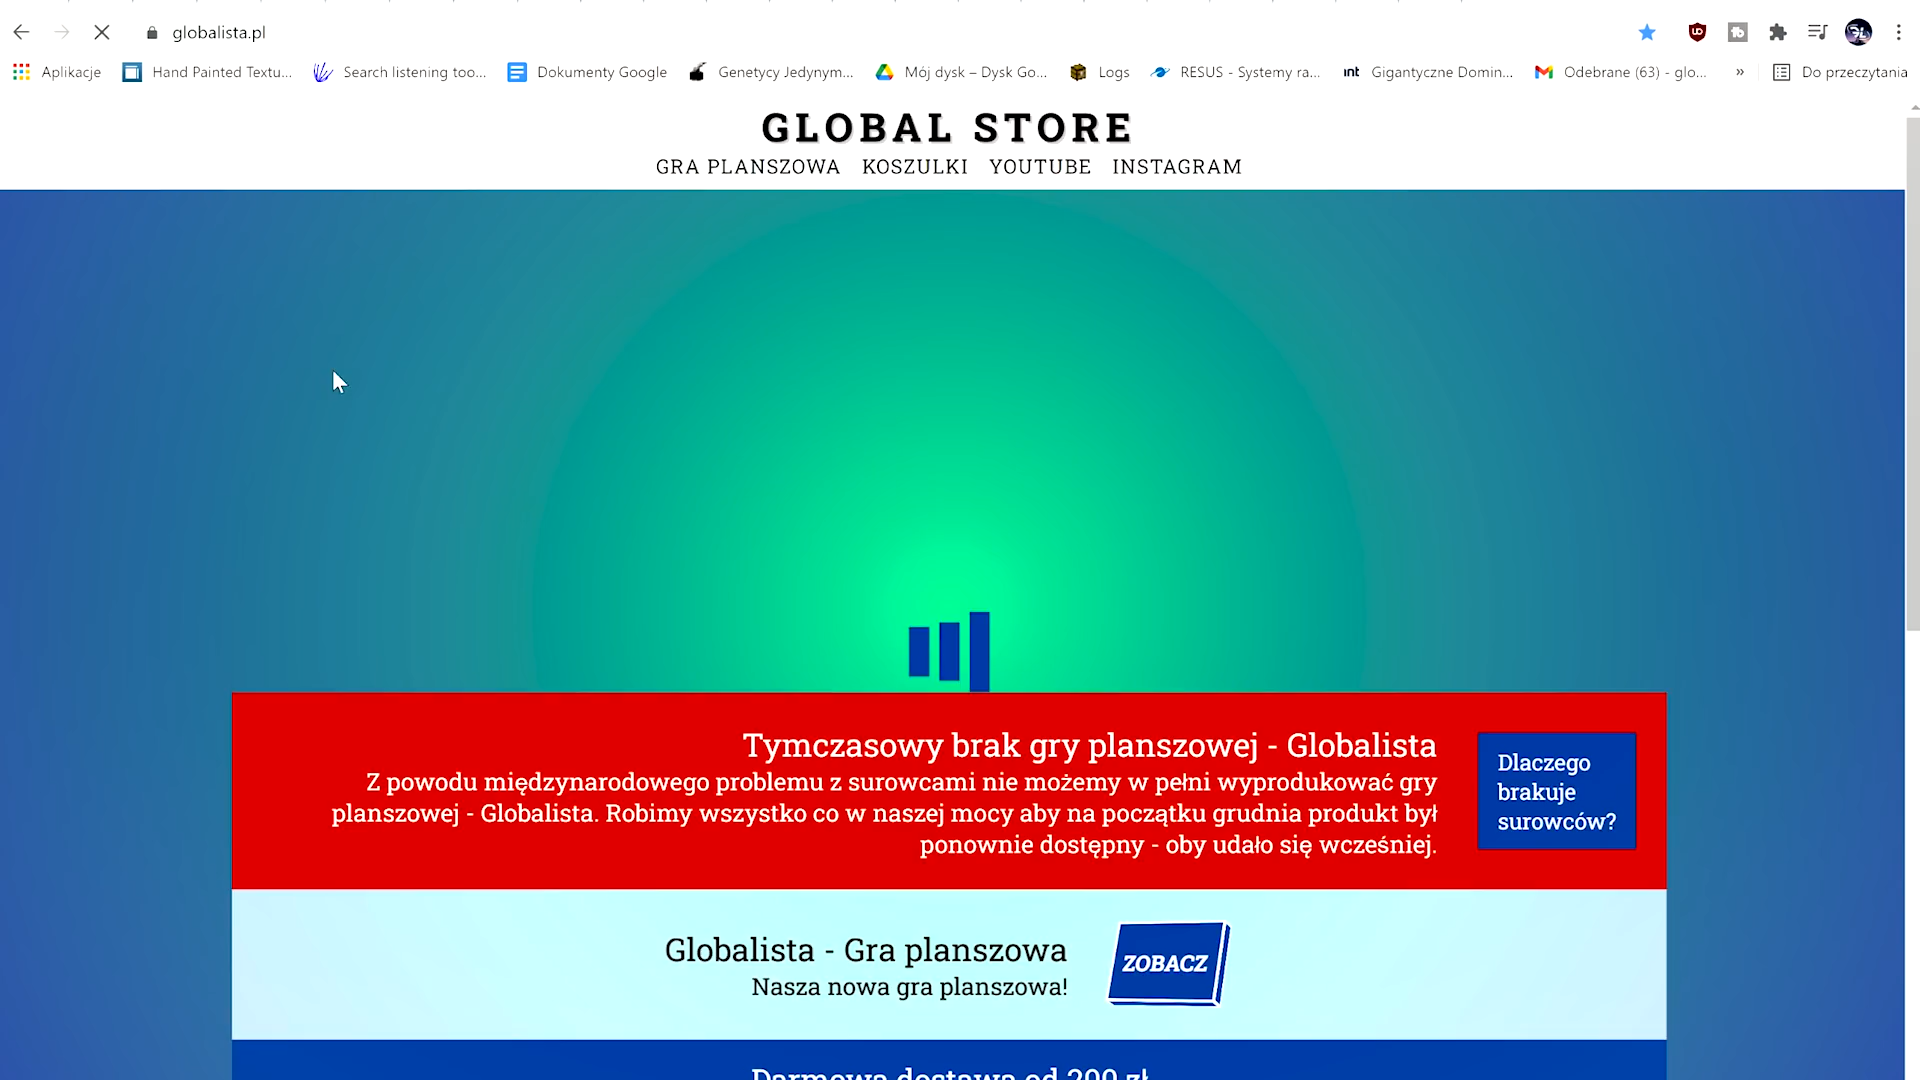 globalista.pl
Aplikacje Hand Painted Textu... Search listening too... Dokumenty Google Genetycy Jedynym... Mój dysk – Dysk Go... Logs RESUS - Systemy ra... Gigantyczne Domin... Odebrane (63) - glo... » Do przeczytania
GLOBAL STORE
GRA PLANSZOWA KOSZULKI YOUTUBE INSTAGRAM
Tymczasowy brak gry planszowej - Globalista
Z powodu międzynarodowego problemu z surowcami nie możemy w pełni wyprodukować gry
planszowej - Globalista. Robimy wszystko co w naszej mocy aby na początku grudnia produkt był
ponownie dostępny - oby udało się wcześniej.
Dlaczego
brakuje
surowców?
Globalista - Gra planszowa
Nasza nowa gra planszowa!
ZOBACZ
Darmowa dostawa od 200 zł